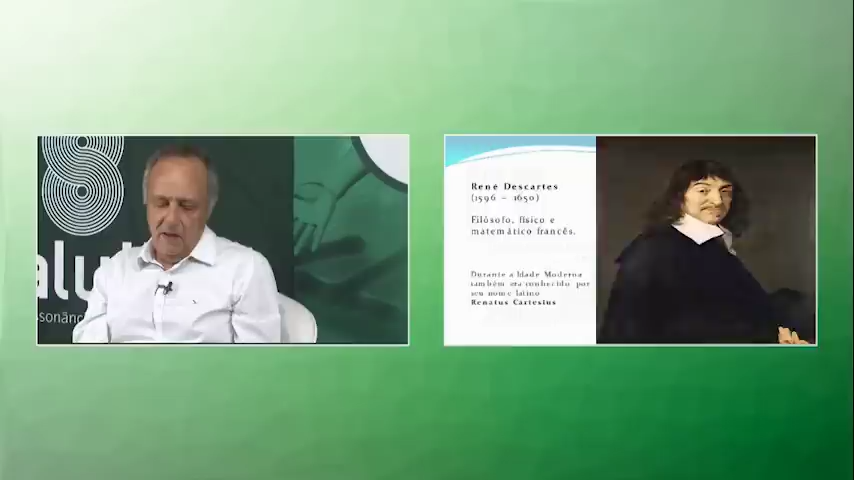 alu
sonânc
René Descartes
(1596 – 1650)
Filósofo, físico e
matemático francês.
Durante a Idade Moderna
também era conhecido por
seu nome latino
Renatus Cartesius